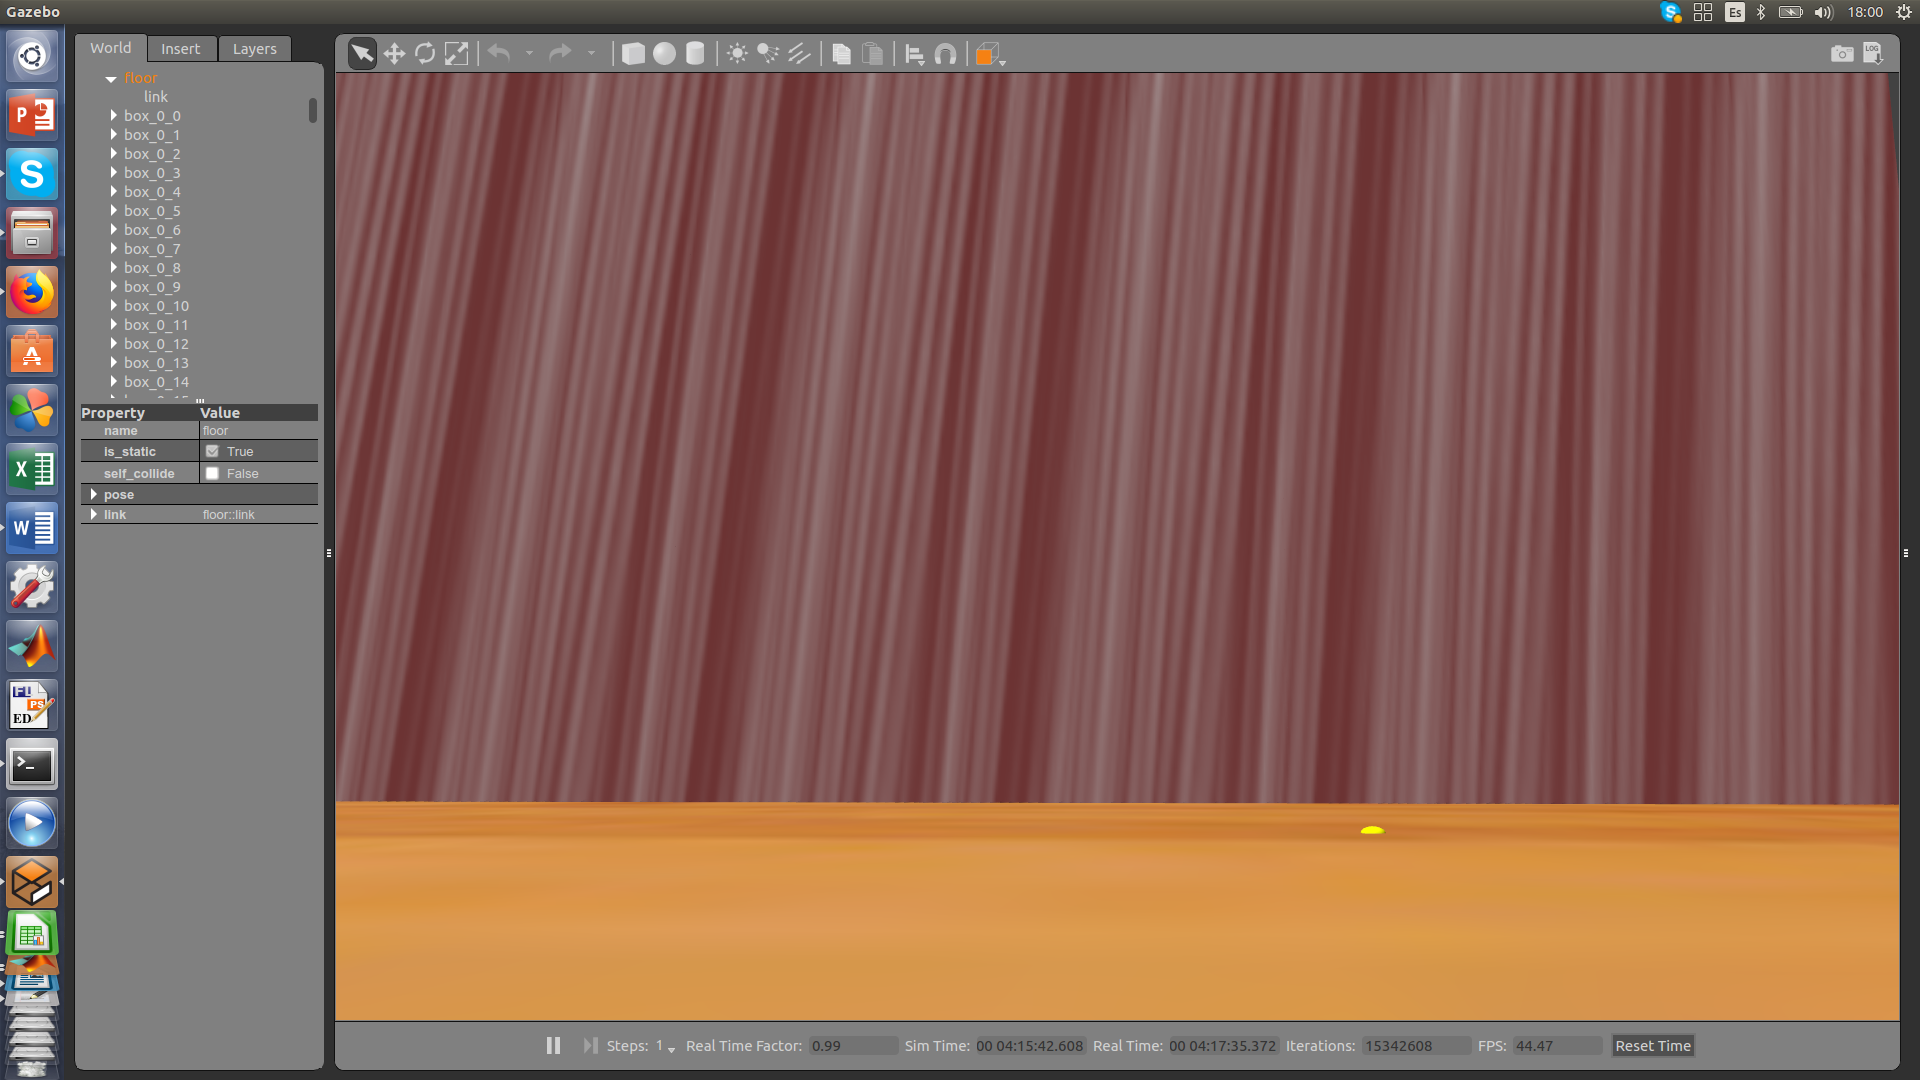 Gazebo
Es
18:00
World Insert Layers
LOG
floor
link
box_0_0
box_0_1
box_0_2
box_0_3
box_0_4
box_0_5
box_0_6
box_0_7
box_0_8
box_0_9
box_0_10
box_0_11
box_0_12
box_0_13
box_0_14
Property Value
name floor
is_static True
self_collide False
pose
link floor::link
Steps: 1 Real Time Factor: 0.99 Sim Time: 00 04:15:42.608 Real Time: 00 04:17:35.372 Iterations: 15342608 FPS: 44.47 Reset Time
P
S
A
X
W
FL
PS
ED
>_